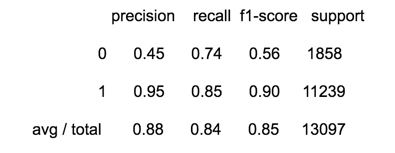 precision recall f1-score support
0 0.45 0.74 0.56 1858
1 0.95 0.85 0.90 11239
avg / total 0.88 0.84 0.85 13097